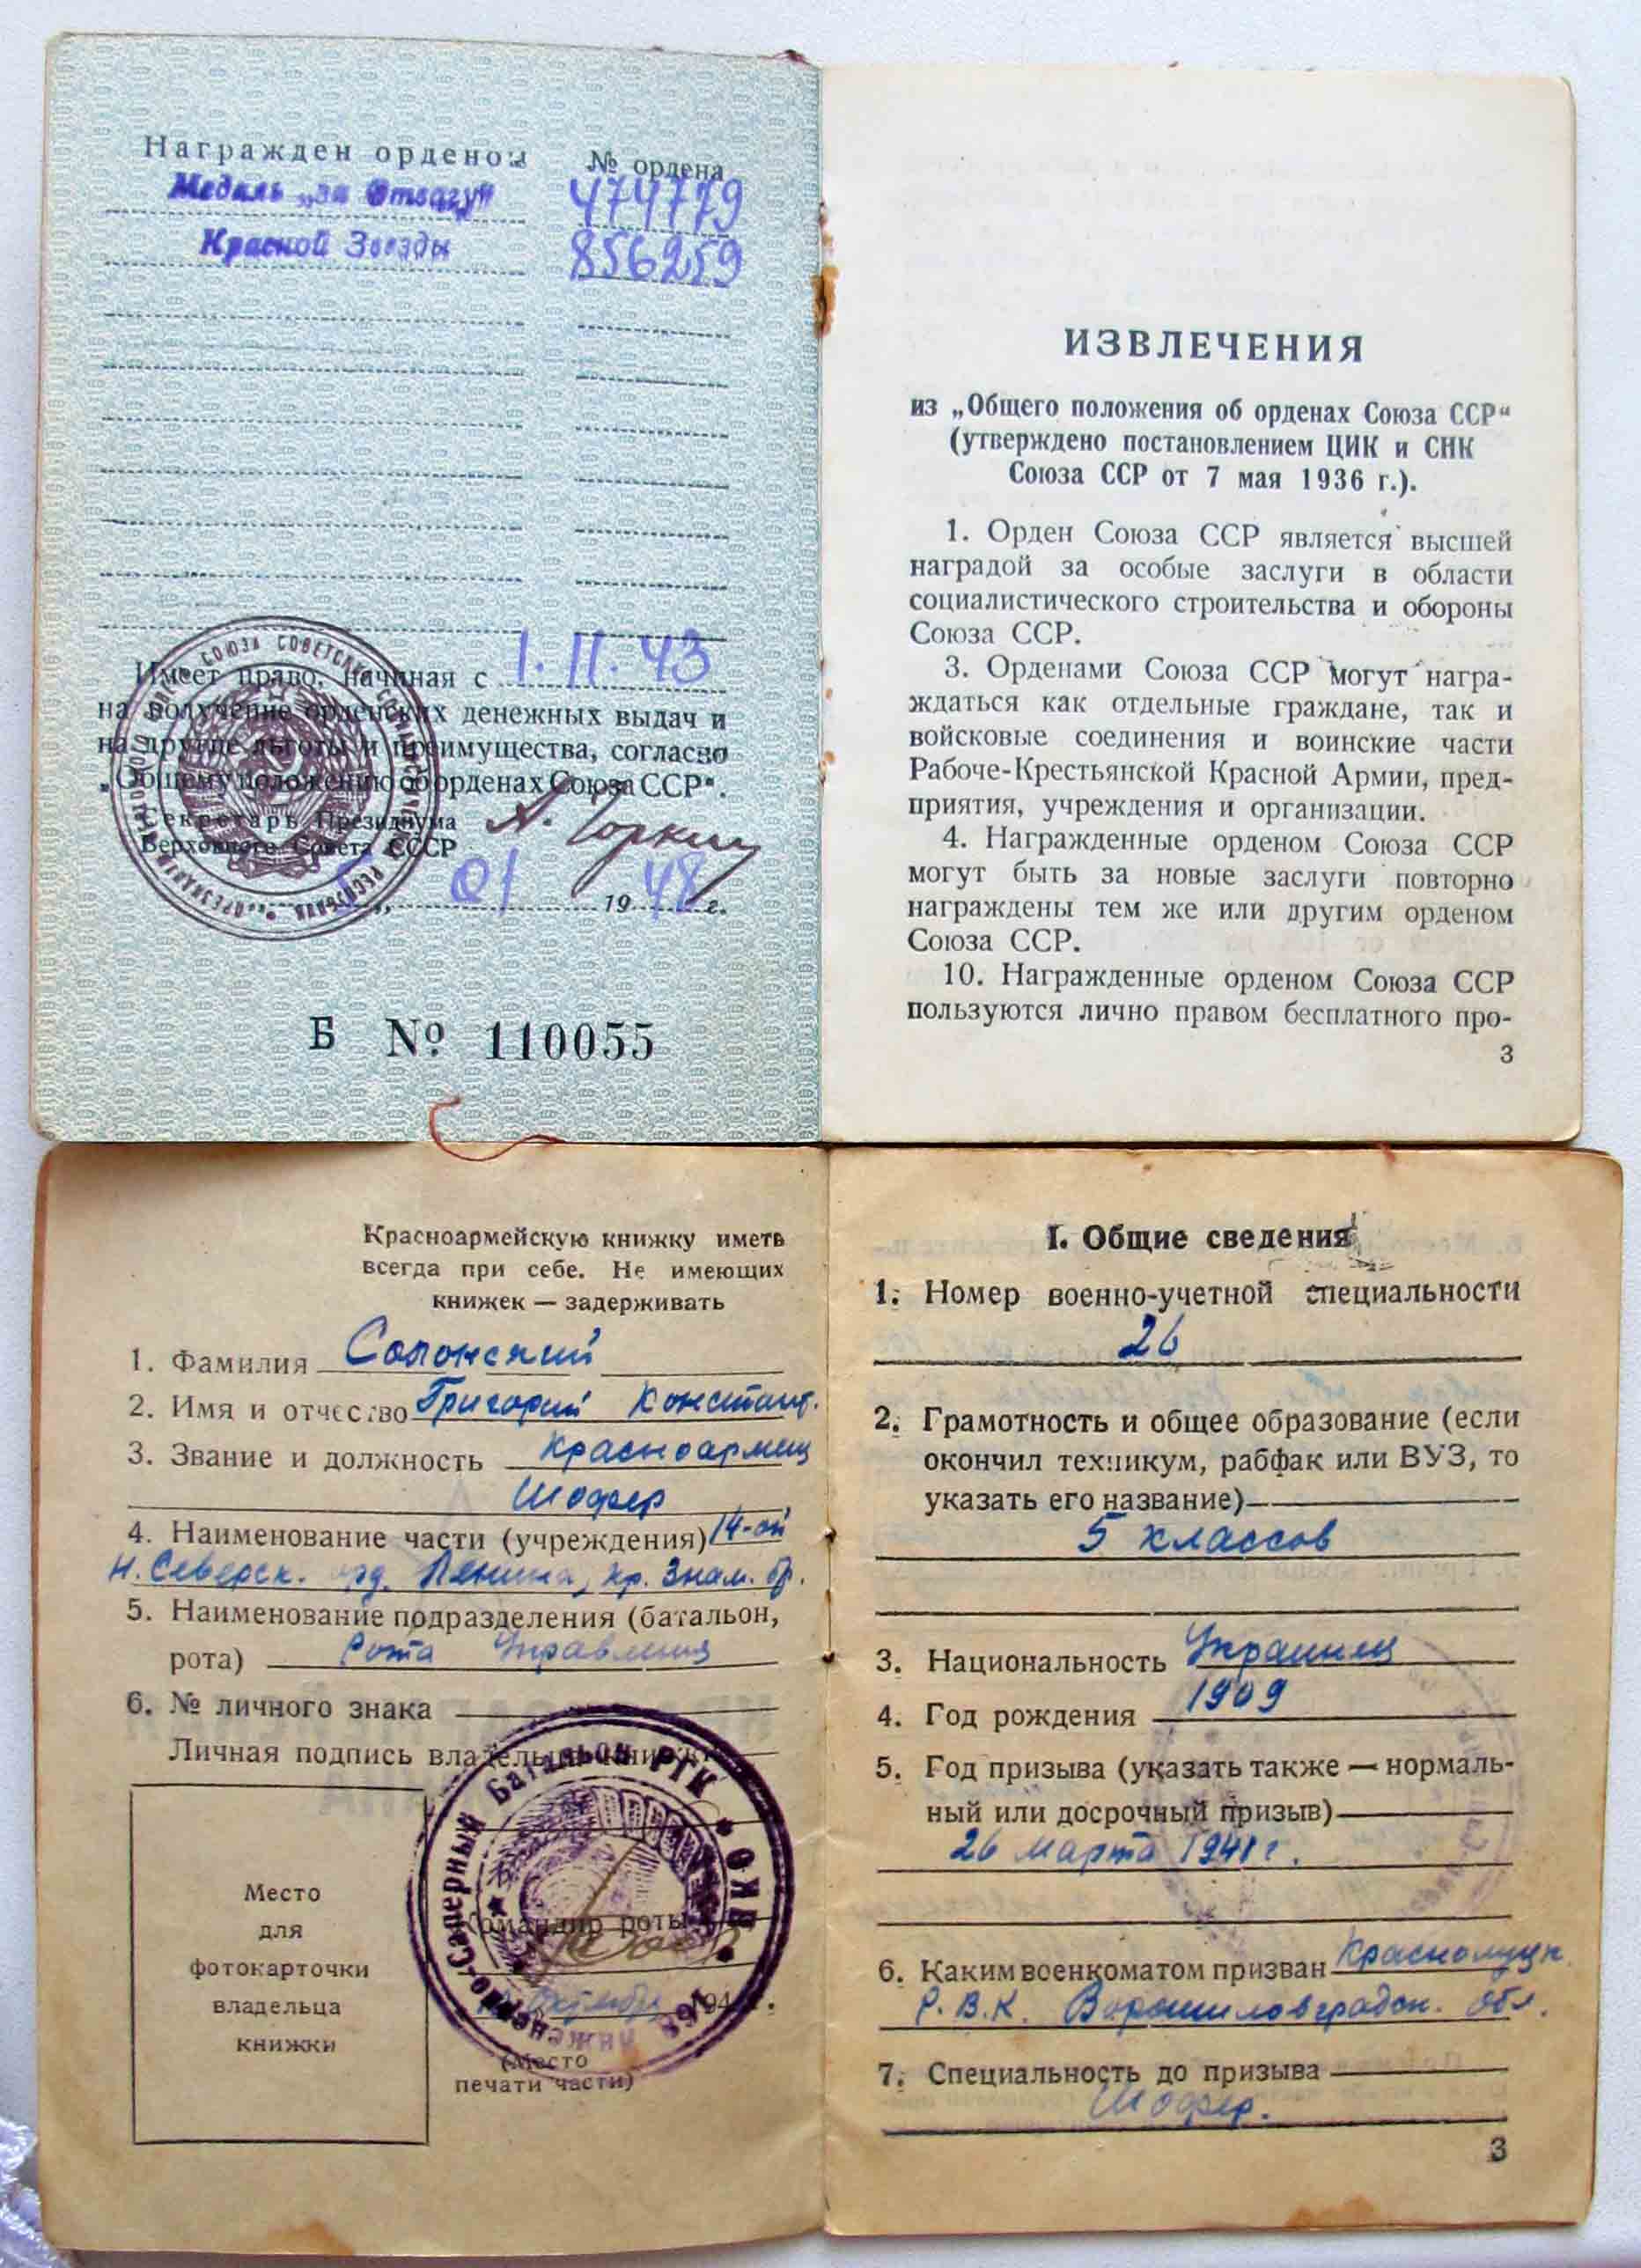 Награжден орденом № ордена
Медаль „за Отвагу" 474779
Красной Звезды 856259
Имеет право, начиная с 1.II.43
на получение орденских денежных выдач и
на другие льготы и преимущества, согласно
„Общему положению об орденах Союза ССР“.
Секретарь Президиума
Верховного Совета СССР А. Горкин
01 1948 г.
Б № 110055
ИЗВЛЕЧЕНИЯ
из „Общего положения об орденах Союза ССР“
(утверждено постановлением ЦИК и СНК
Союза ССР от 7 мая 1936 г.).
1. Орден Союза ССР является высшей
наградой за особые заслуги в области
социалистического строительства и обороны
Союза ССР.
3. Орденами Союза ССР могут награ-
ждаться как отдельные граждане, так и
войсковые соединения и воинские части
Рабоче-Крестьянской Красной Армии, пред-
приятия, учреждения и организации.
4. Награжденные орденом Союза ССР
могут быть за новые заслуги повторно
награждены тем же или другим орденом
Союза ССР.
10. Награжденные орденом Союза ССР
пользуются лично правом бесплатного про-
3
Красноармейскую книжку иметь
всегда при себе. Не имеющих
книжек — задерживать
1. Фамилия Солонский
2. Имя и отчество Григорий Констант.
3. Звание и должность Красноармеец
Шофер
4. Наименование части (учреждения) 14-ой
Н.Северск. орд. Ленина, Кр. Знам. бр.
5. Наименование подразделения (батальон,
рота) Рота Управления
6. № личного знака
Личная подпись владельца книжки
Место
для
фотокарточки
владельца
книжки
Командир роты
194 г.
(Место
печати части)
Инженерно-Саперный Батальон РГК
I. Общие сведения
1. Номер военно-учетной специальности
26
2. Грамотность и общее образование (если
окончил техникум, рабфак или ВУЗ, то
указать его название)
5 классов
3. Национальность Украинец
4. Год рождения 1909
5. Год призыва (указать также — нормаль-
ный или досрочный призыв)
26 марта 1941 г.
6. Каким военкоматом призван Краснолучк.
Р.В.К. Ворошиловградск. обл.
7. Специальность до призыва
Шофер.
3